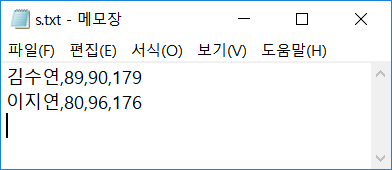 s.txt - 메모장
파일(F) 편집(E) 서식(O) 보기(V) 도움말(H)
김수연,89,90,179
이지연,80,96,176